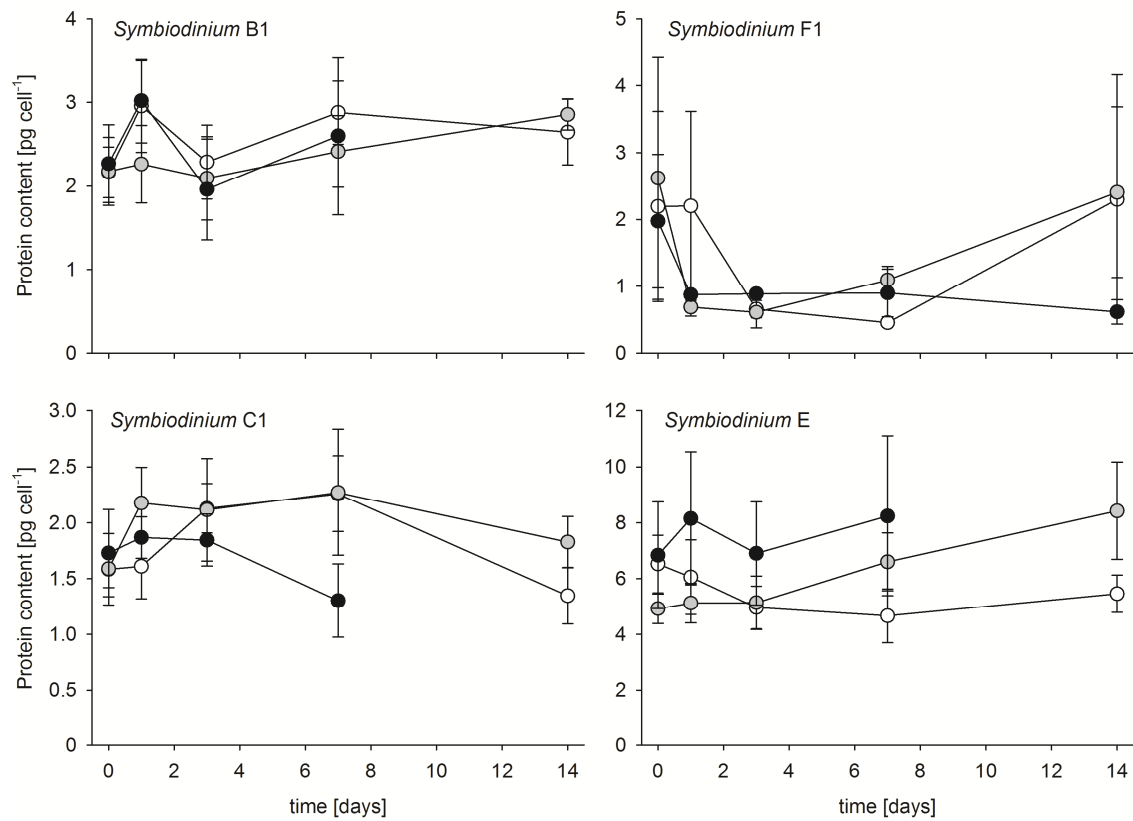 Symbiodinium B1
Protein content [pg cell⁻¹]
4
3
2
1
0
Symbiodinium F1
5
4
3
2
1
0
Symbiodinium C1
Protein content [pg cell⁻¹]
3.0
2.5
2.0
1.5
1.0
0.5
0
0 2 4 6 8 10 12 14
time [days]
Symbiodinium E
12
10
8
6
4
2
0
0 2 4 6 8 10 12 14
time [days]